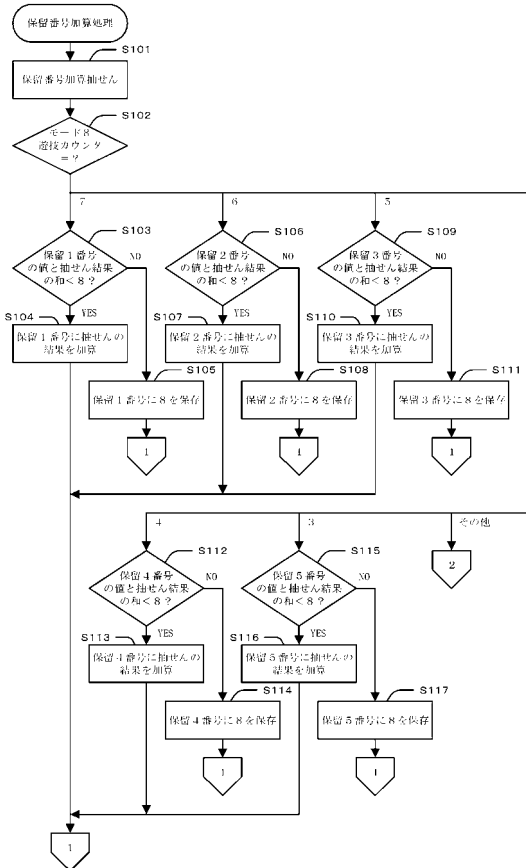 保留番号加算処理
S101
保留番号加算抽せん
S102
モード8
遊技カウンタ
=?
7
6
5
S103
保留1番号
の値と抽せん結果
の和<8?
NO
YES
S104
保留1番号に抽せんの
結果を加算
S105
保留1番号に8を保存
1
S106
保留2番号
の値と抽せん結果
の和<8?
NO
YES
S107
保留2番号に抽せんの
結果を加算
S108
保留2番号に8を保存
1
S109
保留3番号
の値と抽せん結果
の和<8?
NO
YES
S110
保留3番号に抽せんの
結果を加算
S111
保留3番号に8を保存
1
4
3
その他
2
S112
保留4番号
の値と抽せん結果
の和<8?
NO
YES
S113
保留4番号に抽せんの
結果を加算
S114
保留4番号に8を保存
1
S115
保留5番号
の値と抽せん結果
の和<8?
NO
YES
S116
保留5番号に抽せんの
結果を加算
S117
保留5番号に8を保存
1
1